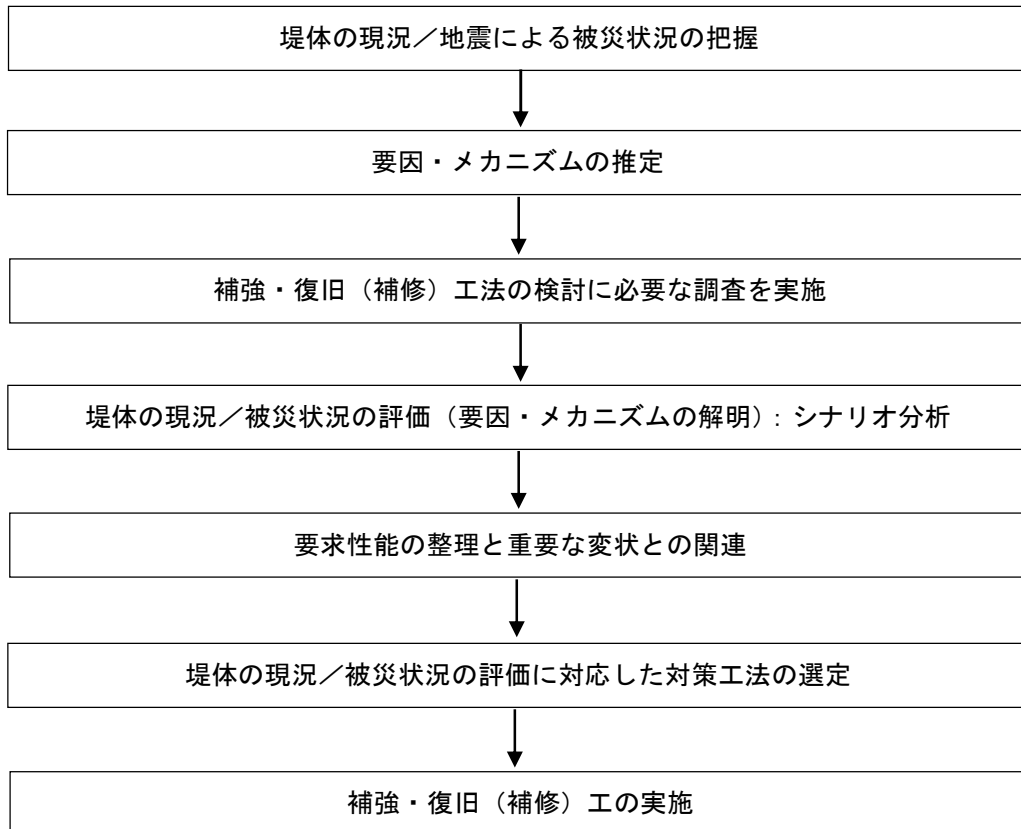 堤体の現況／地震による被災状況の把握
要因・メカニズムの推定
補強・復旧（補修）工法の検討に必要な調査を実施
堤体の現況／被災状況の評価（要因・メカニズムの解明）：シナリオ分析
要求性能の整理と重要な変状との関連
堤体の現況／被災状況の評価に対応した対策工法の選定
補強・復旧（補修）工の実施